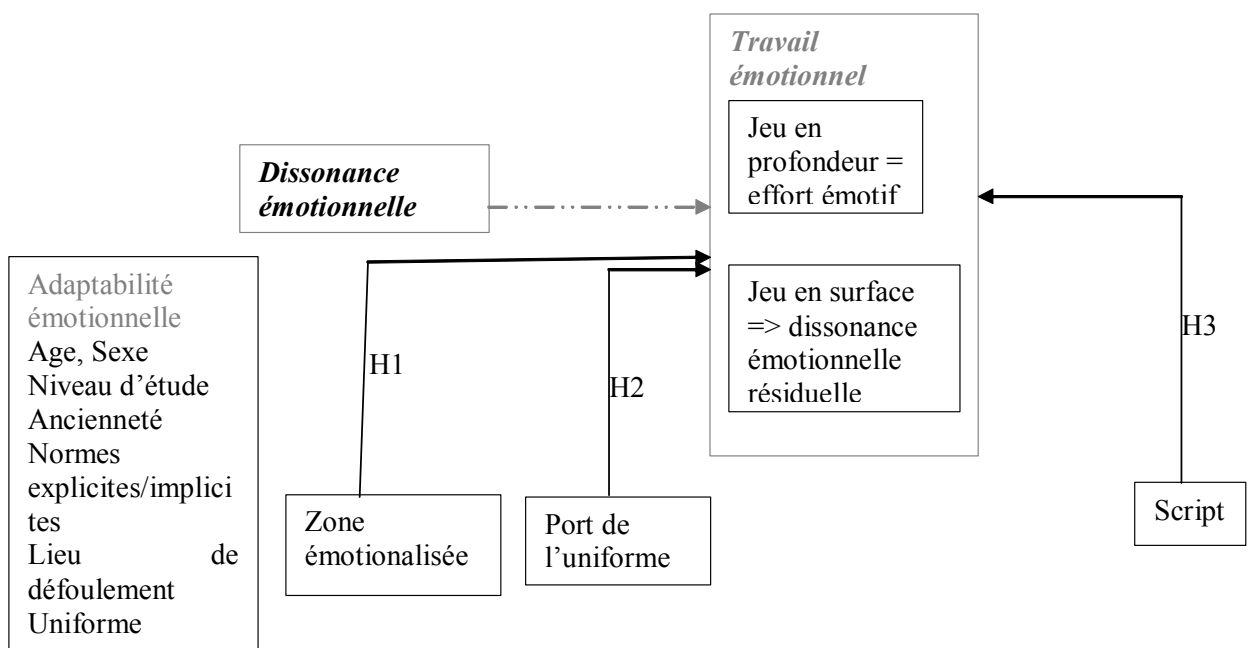 Travail
émotionnel
Jeu en
profondeur =
effort émotif
Dissonance
émotionnelle
Jeu en surface
=> dissonance
émotionnelle
résiduelle
Adaptabilité
émotionnelle
Age, Sexe
Niveau d'étude
Ancienneté
Normes
explicites/implici
tes
Lieu de
défoulement
Uniforme
H1
H2
H3
Zone
émotionalisée
Port de
l'uniforme
Script